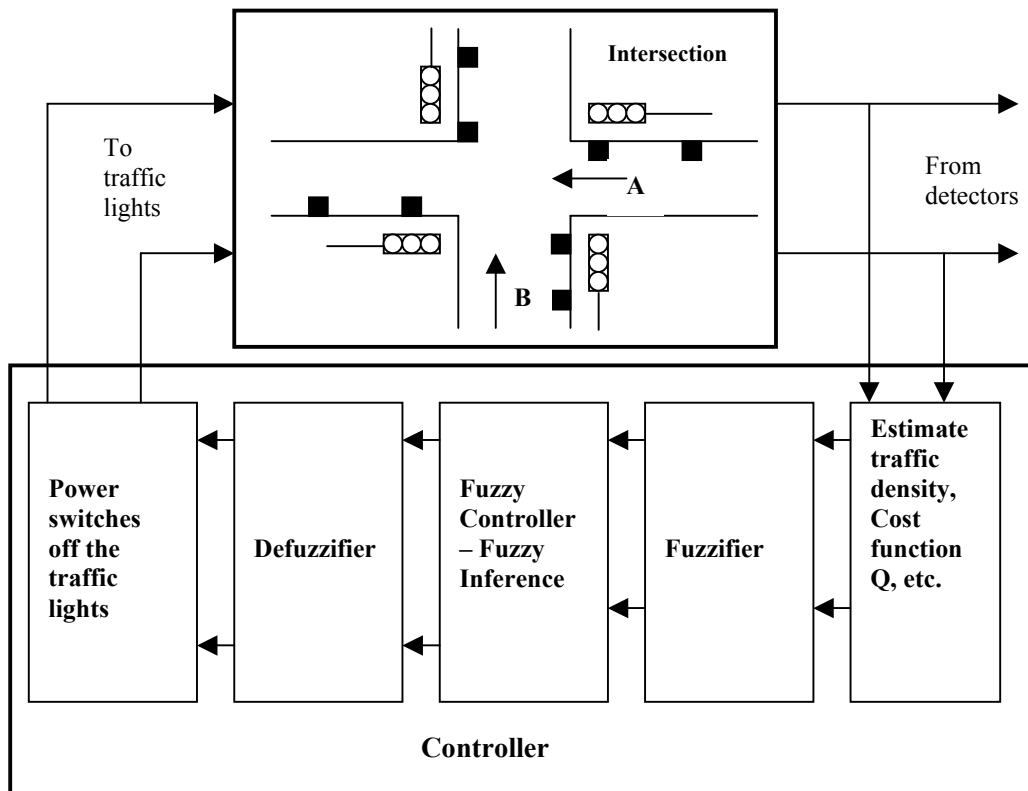 Intersection
To
traffic
lights
A
From
detectors
B
Power
switches
off the
traffic
lights
Defuzzifier
Fuzzy
Controller
– Fuzzy
Inference
Fuzzifier
Estimate
traffic
density,
Cost
function
Q, etc.
Controller